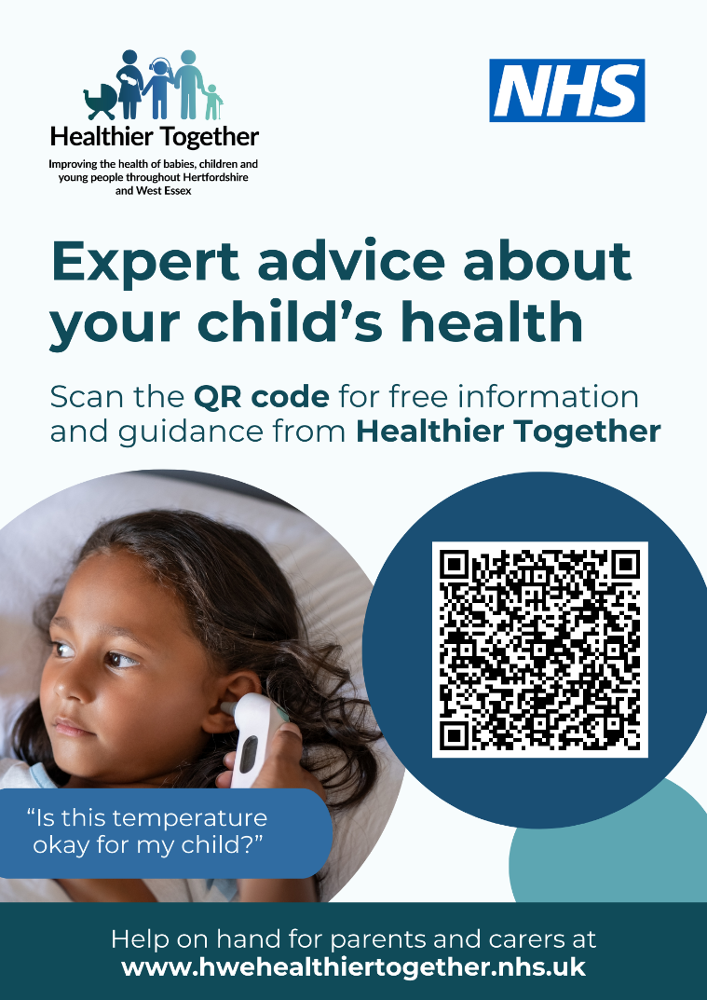 Healthier Together
Improving the health of babies, children and
young people throughout Hertfordshire
and West Essex
NHS
Expert advice about
your child’s health
Scan the QR code for free information
and guidance from Healthier Together
“Is this temperature
okay for my child?”
Help on hand for parents and carers at
www.hwehealthiertogether.nhs.uk